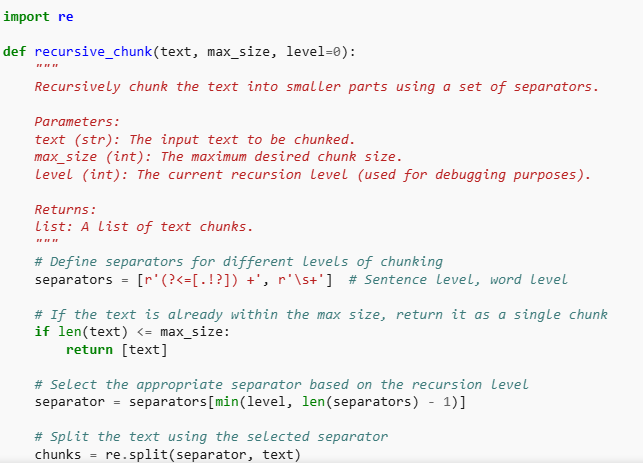 import re

def recursive_chunk(text, max_size, level=0):
    """
    Recursively chunk the text into smaller parts using a set of separators.

    Parameters:
    text (str): The input text to be chunked.
    max_size (int): The maximum desired chunk size.
    level (int): The current recursion level (used for debugging purposes).

    Returns:
    list: A list of text chunks.
    """
    # Define separators for different levels of chunking
    separators = [r'(?<=[.!?]) +', r'\s+']  # Sentence level, word level

    # If the text is already within the max size, return it as a single chunk
    if len(text) <= max_size:
        return [text]

    # Select the appropriate separator based on the recursion level
    separator = separators[min(level, len(separators) - 1)]

    # Split the text using the selected separator
    chunks = re.split(separator, text)